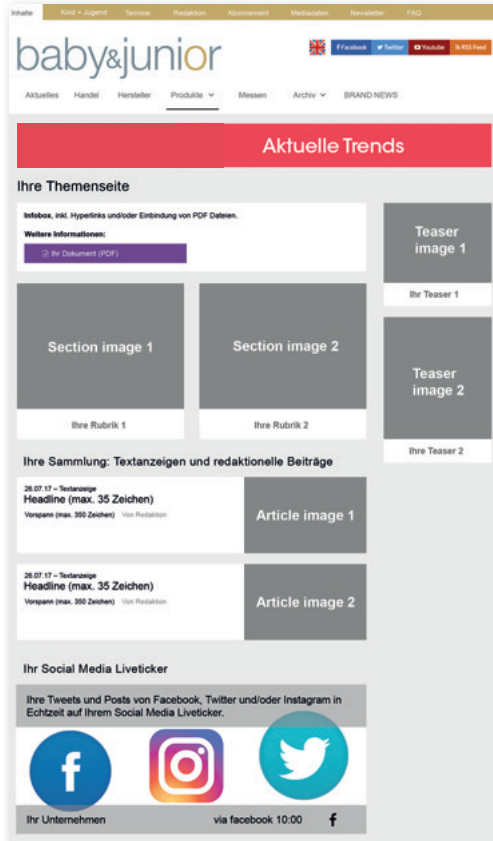 Inhalte Kind + Jugend Termine Redaktion Abonnement Mediadaten Newsletter FAQ
baby&junior
Facebook Twitter Youtube RSS-Feed
Aktuelles Handel Hersteller Produkte Messen Archiv BRAND NEWS
Aktuelle Trends
Ihre Themenseite
Infobox, inkl. Hyperlinks und/oder Einbindung von PDF Dateien.
Weitere Informationen:
Ihr Dokument (PDF)
Teaser
image 1
Ihr Teaser 1
Section image 1
Ihre Rubrik 1
Section image 2
Ihre Rubrik 2
Teaser
image 2
Ihre Teaser 2
Ihre Sammlung: Textanzeigen und redaktionelle Beiträge
26.07.17 – Textanzeige
Headline (max. 35 Zeichen)
Vorspann (max. 350 Zeichen) Von Redaktion
Article image 1
26.07.17 – Textanzeige
Headline (max. 35 Zeichen)
Vorspann (max. 350 Zeichen) Von Redaktion
Article image 2
Ihr Social Media Liveticker
Ihre Tweets und Posts von Facebook, Twitter und/oder Instagram in
Echtzeit auf Ihrem Social Media Liveticker.
Ihr Unternehmen via facebook 10:00